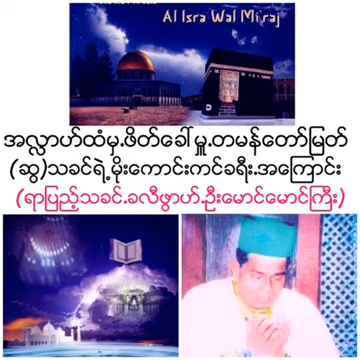 Al Isra Wal Mi'raj
အလ္လာဟ်ထံမှ.ဖိတ်ခေါ်မှူ.တမန်တော်မြတ်
(ဆွ)သခင်ရဲ့မိုးကောင်းကင်ခရီး.အကြောင်း
(ရာပြည့်သခင်.ခလီဖွာဟ်.ဦးမောင်မောင်ကြီး)